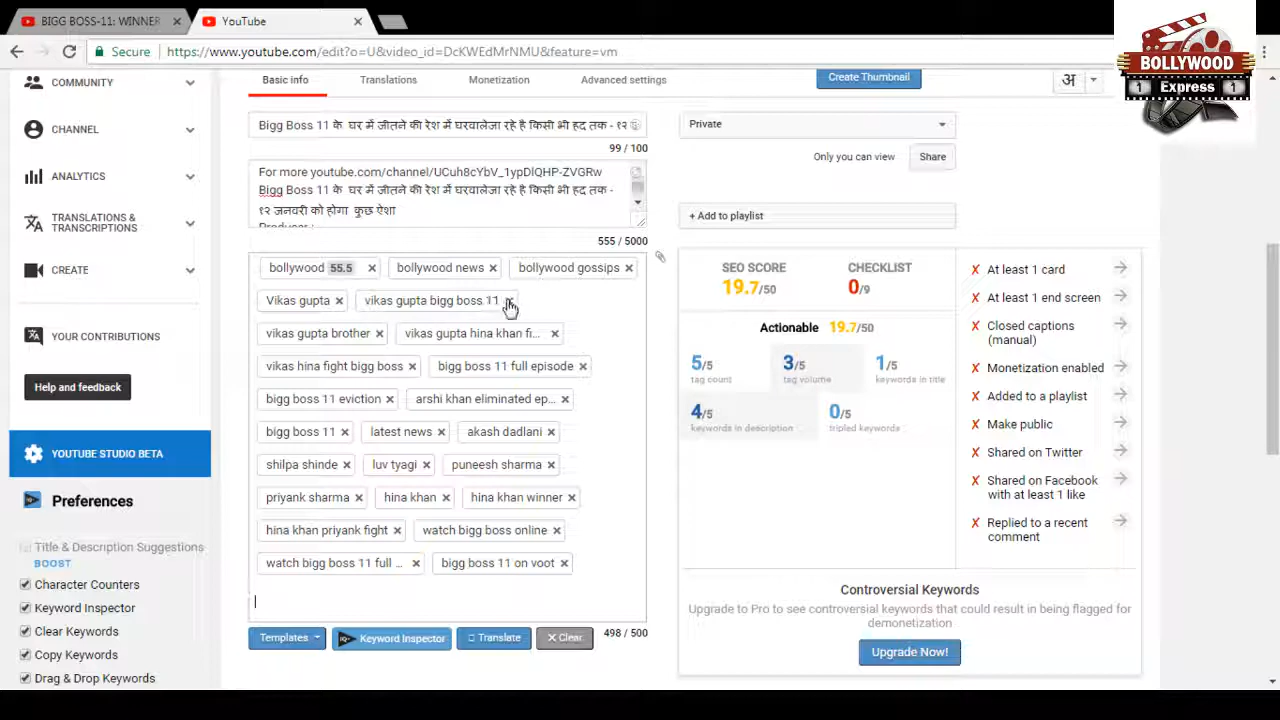 BIGG BOSS-11: WINNER
YouTube
Secure https://www.youtube.com/edit?o=U&video_id=DcKWEdMrNMU&feature=vm
BOLLYWOOD
1 Express 1
COMMUNITY
CHANNEL
ANALYTICS
TRANSLATIONS &
TRANSCRIPTIONS
CREATE
YOUR CONTRIBUTIONS
Help and feedback
YOUTUBE STUDIO BETA
Preferences
Title & Description Suggestions
BOOST
Character Counters
Keyword Inspector
Clear Keywords
Copy Keywords
Drag & Drop Keywords
Basic info Translations Monetization Advanced settings
Create Thumbnail
अ
Bigg Boss 11 के घर में जीतने की रेश में घरवालेजा रहे है किसी भी हद तक - १२
99 / 100
For more youtube.com/channel/UCuh8cYbV_1ypDlQHP-ZVGRw
Bigg Boss 11 के घर में जीतने की रेश में घरवालेजा रहे है किसी भी हद तक -
१२ जनवरी को होगा कुछ ऐशा
Producer :
555 / 5000
bollywood 55.5 bollywood news bollywood gossips
Vikas gupta vikas gupta bigg boss 11
vikas gupta brother vikas gupta hina khan fi...
vikas hina fight bigg boss bigg boss 11 full episode
bigg boss 11 eviction arshi khan eliminated ep...
bigg boss 11 latest news akash dadlani
shilpa shinde luv tyagi puneesh sharma
priyank sharma hina khan hina khan winner
hina khan priyank fight watch bigg boss online
watch bigg boss 11 full ... bigg boss 11 on voot
Templates Keyword Inspector Translate Clear 498 / 500
Private
Only you can view Share
+ Add to playlist
SEO SCORE CHECKLIST
19.7/50 0/9
Actionable 19.7/50
5/5 3/5 1/5
tag count tag volume keywords in title
4/5 0/5
keywords in description tripled keywords
At least 1 card
At least 1 end screen
Closed captions
(manual)
Monetization enabled
Added to a playlist
Make public
Shared on Twitter
Shared on Facebook
with at least 1 like
Replied to a recent
comment
Controversial Keywords
Upgrade to Pro to see controversial keywords that could result in being flagged for
demonetization
Upgrade Now!